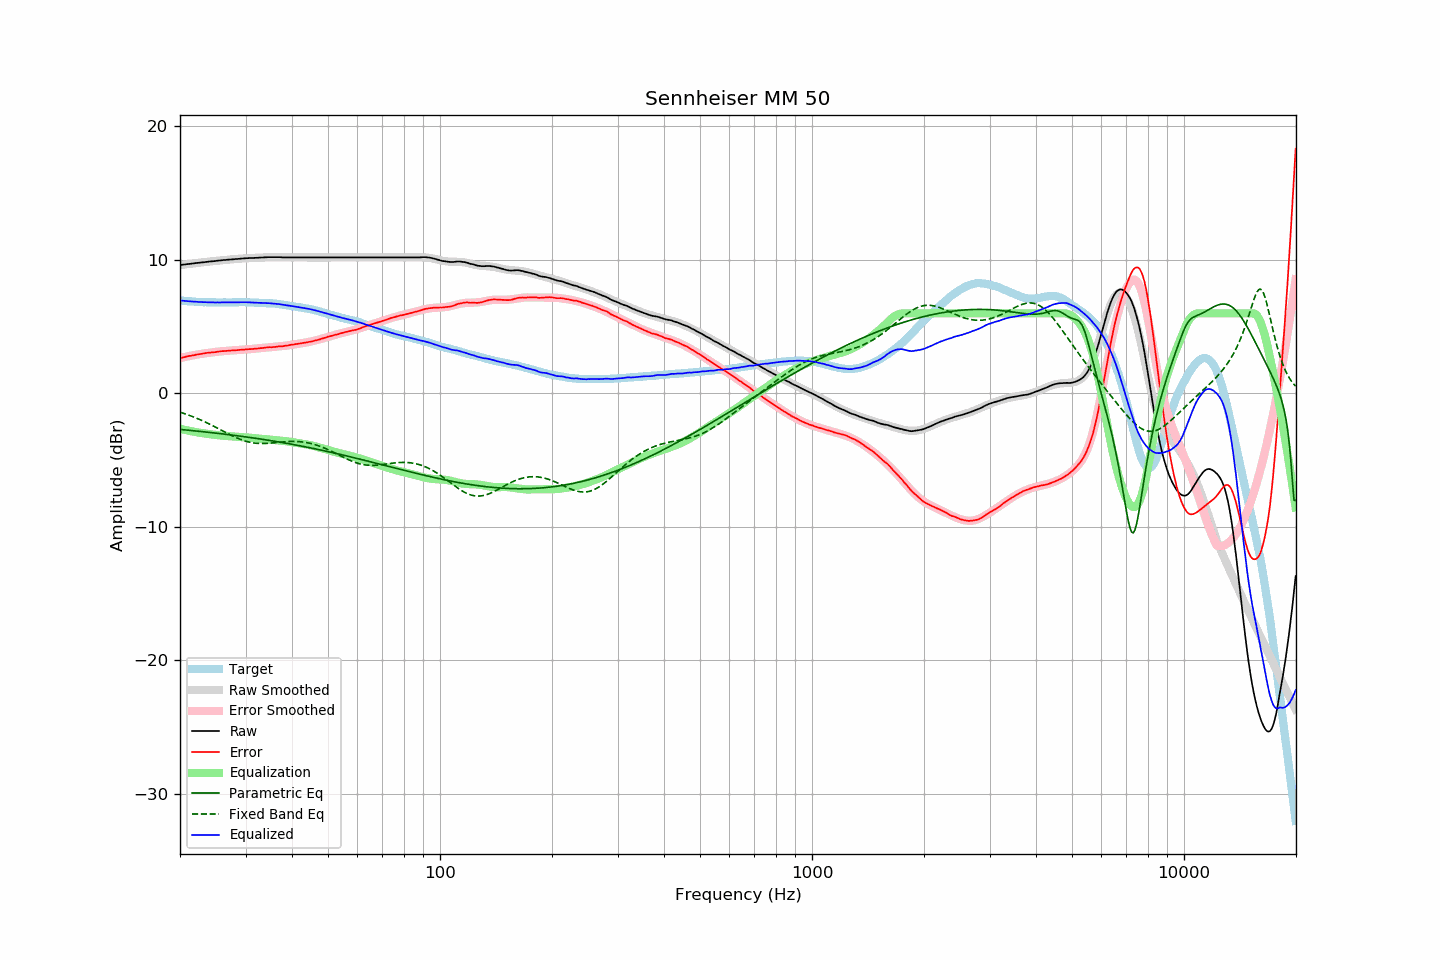 Sennheiser MM 50
20
10
0
−10
−20
−30
Amplitude (dBr)
Target
Raw Smoothed
Error Smoothed
Raw
Error
Equalization
Parametric Eq
Fixed Band Eq
Equalized
100
1000
10000
Frequency (Hz)